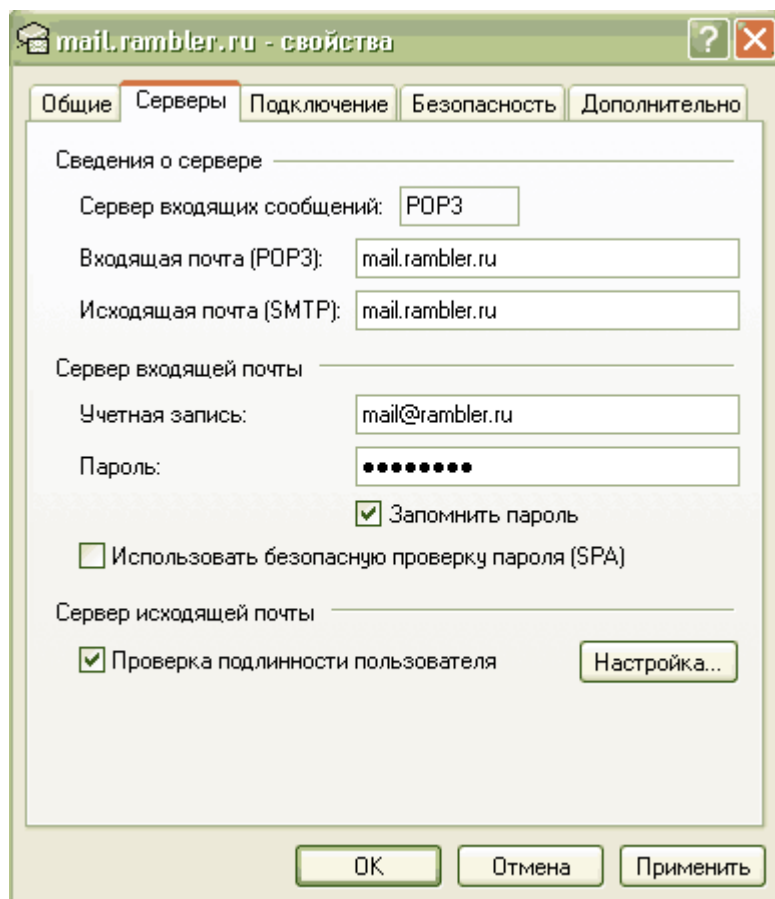 mail.rambler.ru - свойства
Общие Серверы Подключение Безопасность Дополнительно
Сведения о сервере
Сервер входящих сообщений: POP3
Входящая почта (POP3): mail.rambler.ru
Исходящая почта (SMTP): mail.rambler.ru
Сервер входящей почты
Учетная запись: mail@rambler.ru
Пароль: ●●●●●●●●
Запомнить пароль
Использовать безопасную проверку пароля (SPA)
Сервер исходящей почты
Проверка подлинности пользователя Настройка...
OK Отмена Применить